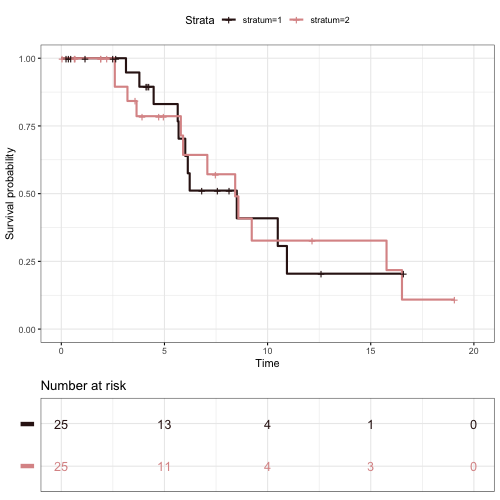 Strata stratum=1 stratum=2
1.00
0.75
0.50
0.25
0.00
Survival probability
0 5 10 15 20
Time
Number at risk
25 13 4 1 0
25 11 4 3 0